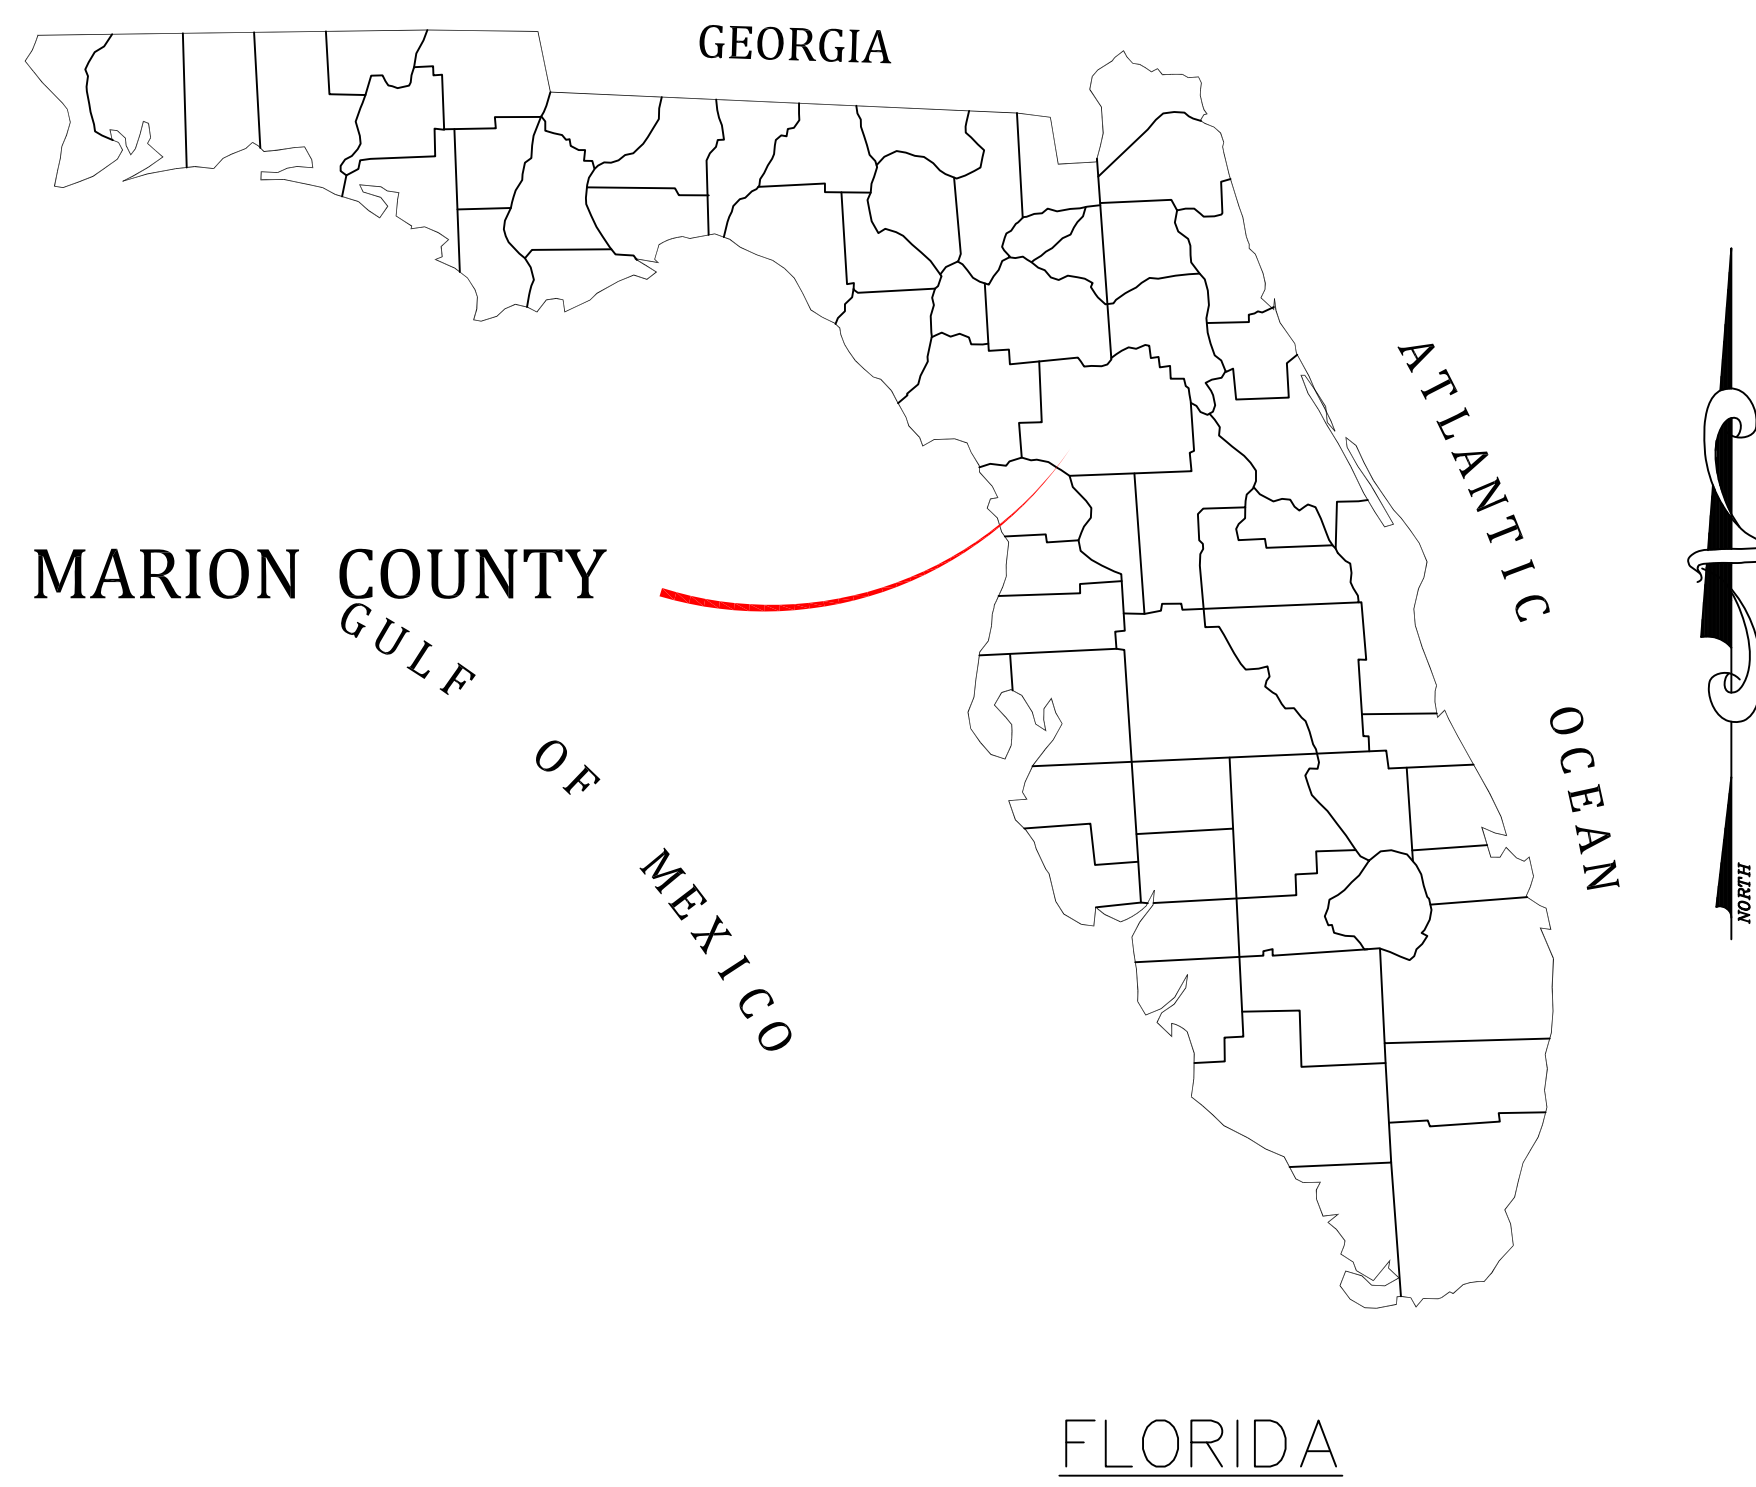 GEORGIA
ATLANTIC OCEAN
MARION COUNTY
GULF OF MEXICO
NORTH
FLORIDA